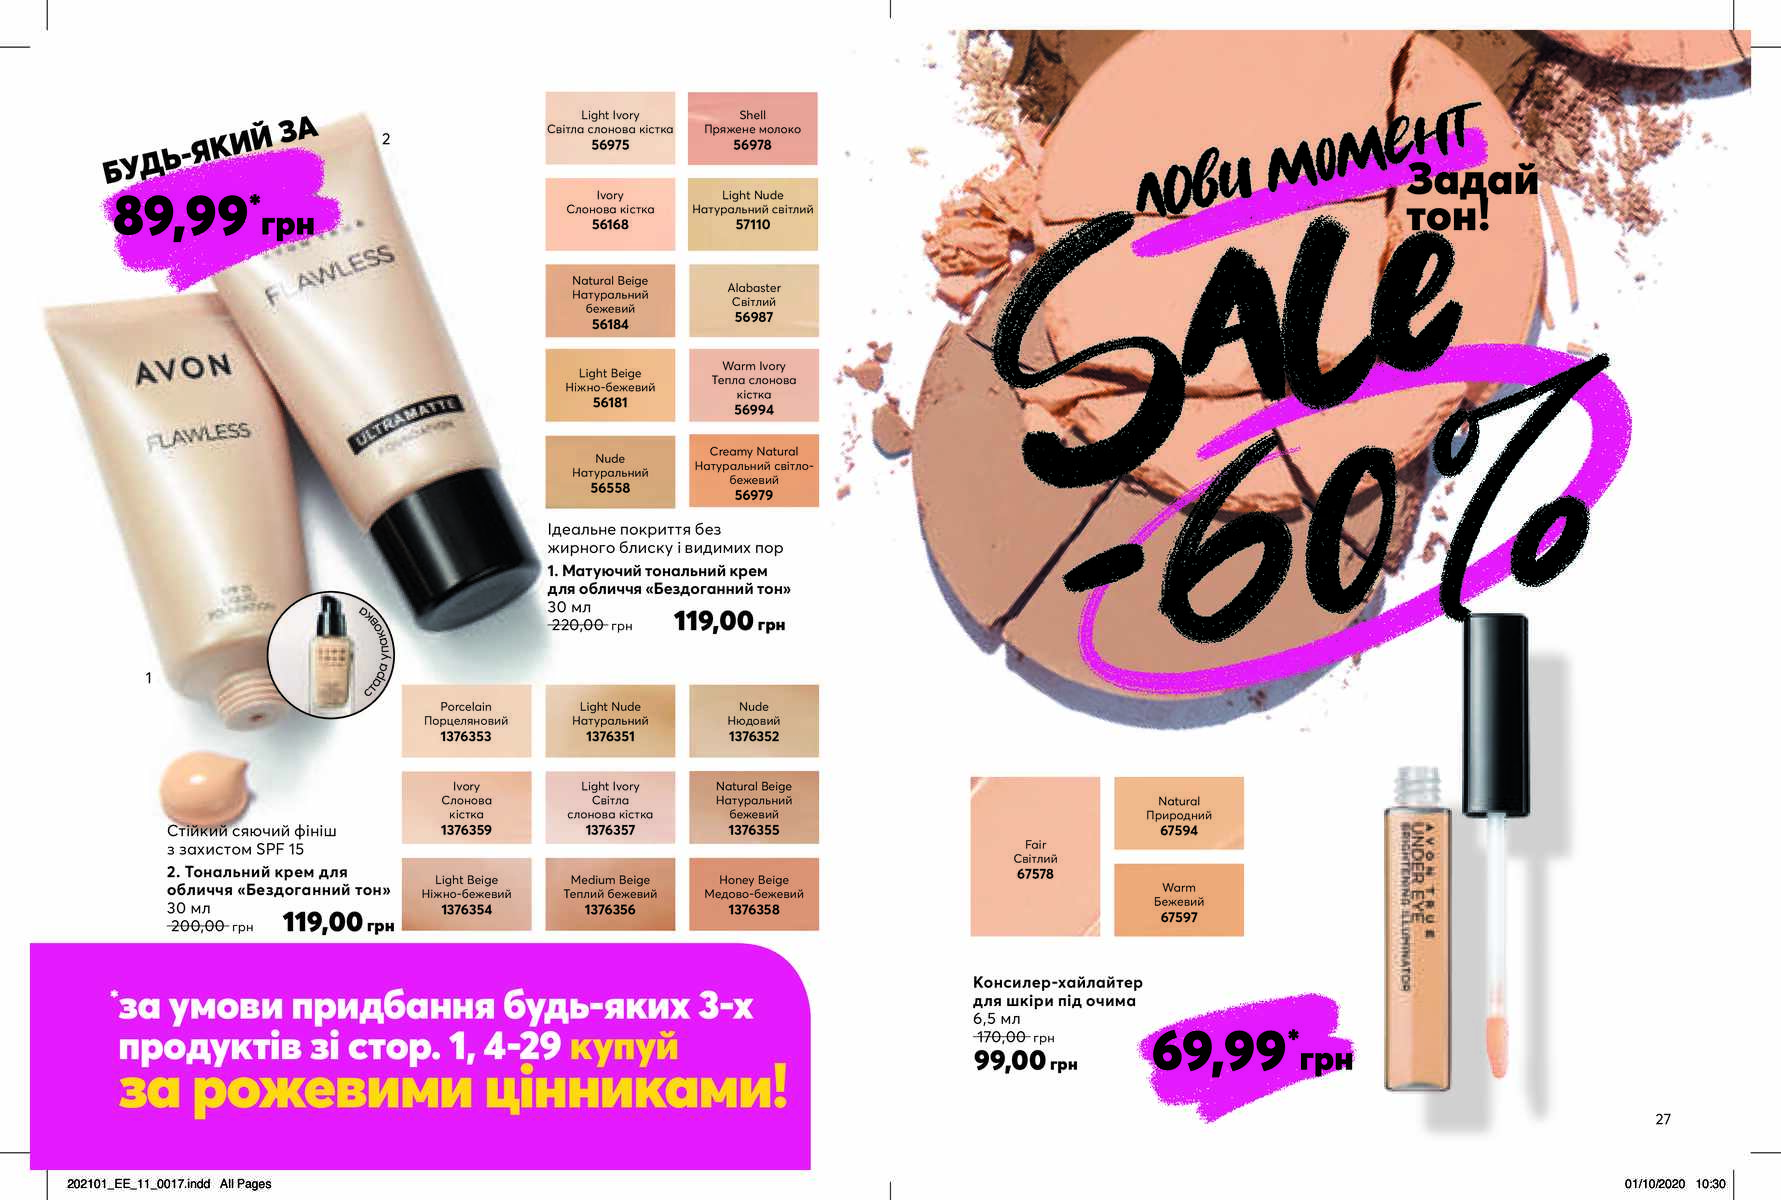 БУДЬ-ЯКИЙ ЗА
89,99* грн
2
FLAWLESS
ULTRAMATTE
FOUNDATION
AVON
FLAWLESS
FOUNDATION
1
стара упаковка
Light Ivory
Світла слонова кістка
56975
Shell
Пряжене молоко
56978
Ivory
Слонова кістка
56168
Light Nude
Натуральний світлий
57110
Natural Beige
Натуральний
бежевий
56184
Alabaster
Світлий
56987
Light Beige
Ніжно-бежевий
56181
Warm Ivory
Тепла слонова
кістка
56994
Nude
Натуральний
56558
Creamy Natural
Натуральний світло-
бежевий
56979
Ідеальне покриття без
жирного блиску і видимих пор
1. Матуючий тональний крем
для обличчя «Бездоганний тон»
30 мл
220,00 грн
119,00 грн
Porcelain
Порцеляновий
1376353
Light Nude
Натуральний
1376351
Nude
Нюдовий
1376352
Ivory
Слонова
кістка
1376359
Light Ivory
Світла
слонова кістка
1376357
Natural Beige
Натуральний
бежевий
1376355
Light Beige
Ніжно-бежевий
1376354
Medium Beige
Теплий бежевий
1376356
Honey Beige
Медово-бежевий
1376358
Стійкий сяючий фініш
з захистом SPF 15
2. Тональний крем для
обличчя «Бездоганний тон»
30 мл
200,00 грн
119,00 грн
*за умови придбання будь-яких 3-х
продуктів зі стор. 1, 4-29 купуй
за рожевими цінниками!
лови момент
Задай
тон!
SALE
-60%
Fair
Світлий
67578
Natural
Природний
67594
Warm
Бежевий
67597
AVON TRUE
UNDER EYE
BRIGHTENING ILLUMINATOR
Консилер-хайлайтер
для шкіри під очима
6,5 мл
170,00 грн
99,00 грн
69,99* грн
27
202101_EE_11_0017.indd   All Pages
01/10/2020   10:30